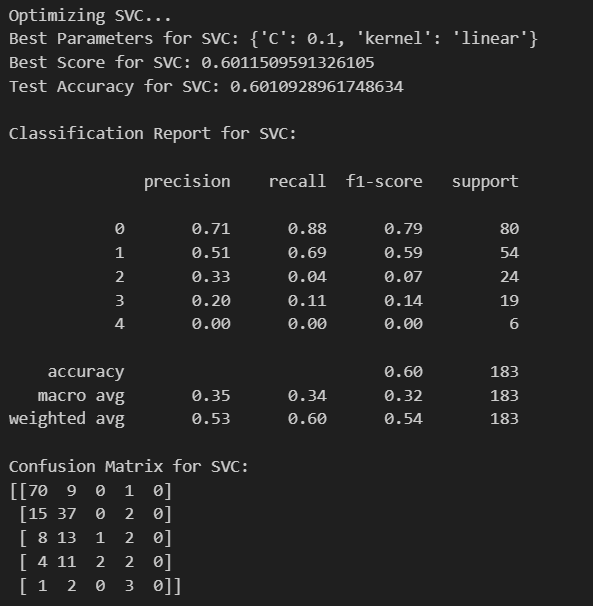 Optimizing SVC...
Best Parameters for SVC: {'C': 0.1, 'kernel': 'linear'}
Best Score for SVC: 0.6011509591326105
Test Accuracy for SVC: 0.6010928961748634
Classification Report for SVC:
precision recall f1-score support
0 0.71 0.88 0.79 80
1 0.51 0.69 0.59 54
2 0.33 0.04 0.07 24
3 0.20 0.11 0.14 19
4 0.00 0.00 0.00 6
accuracy 0.60 183
macro avg 0.35 0.34 0.32 183
weighted avg 0.53 0.60 0.54 183
Confusion Matrix for SVC:
[[70 9 0 1 0]
[15 37 0 2 0]
[ 8 13 1 2 0]
[ 4 11 2 2 0]
[ 1 2 0 3 0]]